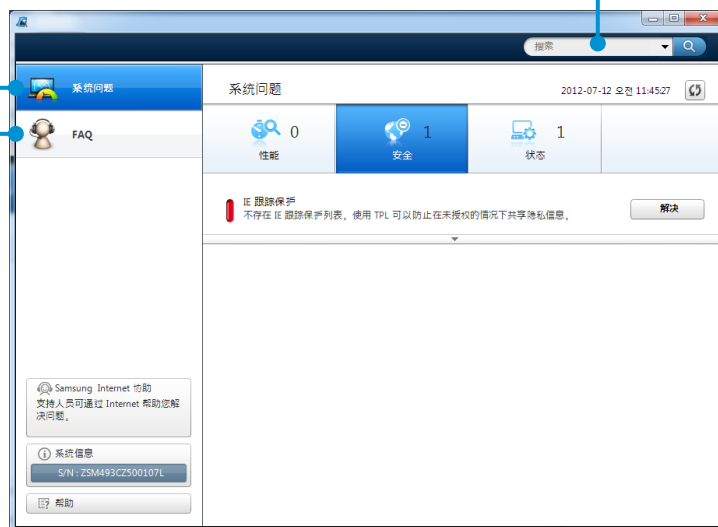 搜索
系统问题
FAQ
系统问题
2012-07-12 오전 11:45:27
0
性能
1
安全
1
状态
IE 跟踪保护
不存在 IE 跟踪保护列表。使用 TPL 可以防止在未授权的情况下共享隐私信息。
解决
Samsung Internet 协助
支持人员可通过 Internet 帮助您解
决问题。
系统信息
S/N : ZSM493CZ500107L
帮助